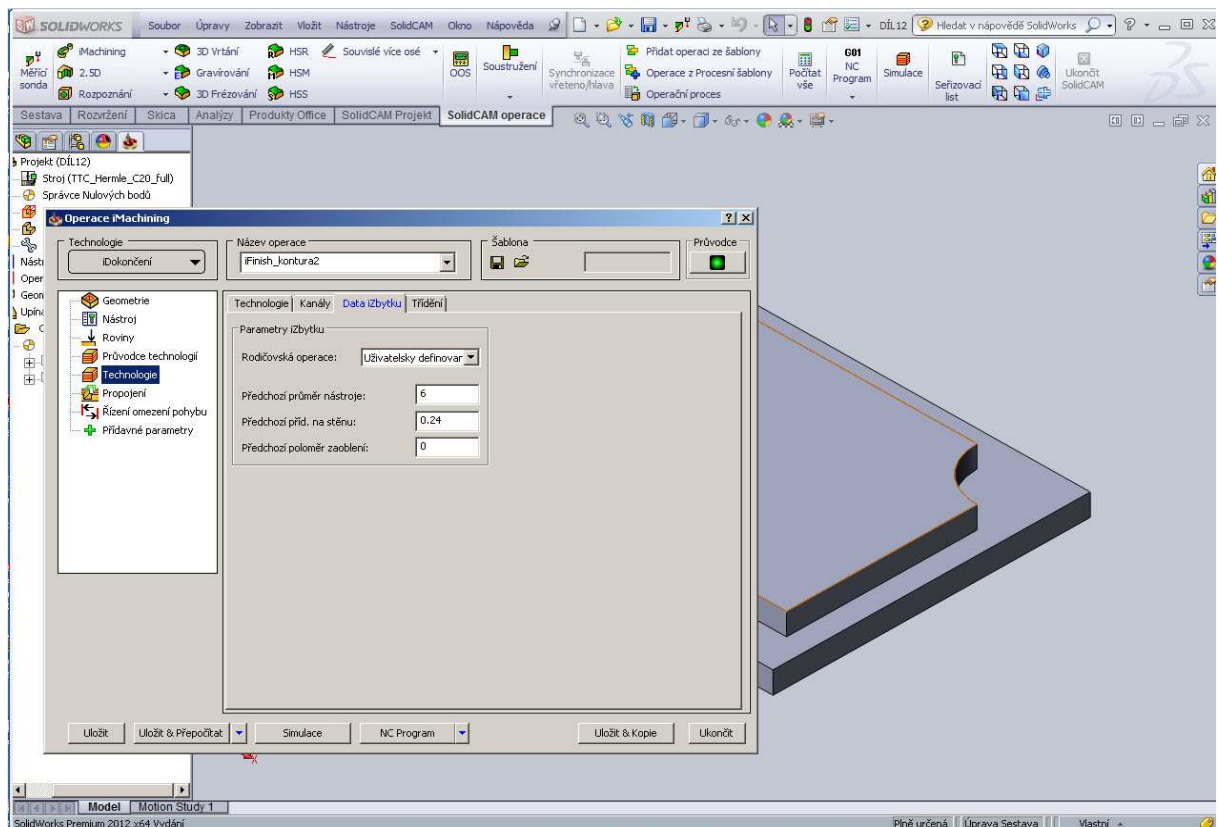 SOLIDWORKS Soubor Úpravy Zobrazit Vložit Nástroje SolidCAM Okno Nápověda DÍL12 Hledat v nápovědě SolidWorks
iMachining 3D Vrtání HSR Souvislé více osé
Měřící sonda 2.5D Gravírování HSM OOS Soustružení Synchronizace vřeteno/hlava
Rozpoznání 3D Frézování HSS
Přidat operaci ze šablony
Operace z Procesní šablony
Operační proces
Počítat vše
G01 NC Program
Simulace
Seřizovací list
Ukončit SolidCAM
Sestava Rozvržení Skica Analýzy Produkty Office SolidCAM Projekt SolidCAM operace
Projekt (DÍL12)
Stroj (TTC_Hermle_C20_full)
Správce Nulových bodů
Nást
Oper
Geon
Upín
Operace iMachining
Technologie
iDokončení
Název operace
iFinish_kontura2
Šablona
Průvodce
Geometrie
Nástroj
Roviny
Průvodce technologií
Technologie
Propojení
Řízení omezení pohybu
Přídavné parametry
Technologie Kanály Data iZbytku Třídění
Parametry iZbytku
Rodičovská operace: Uživatelsky definovar
Předchozí průměr nástroje: 6
Předchozí příd. na stěnu: 0.24
Předchozí poloměr zaoblení: 0
Uložit Uložit & Přepočítat Simulace NC Program Uložit & Kopie Ukončit
Model Motion Study 1
SolidWorks Premium 2012 x64 Vydání Plně určená Úprava Sestava Vlastní